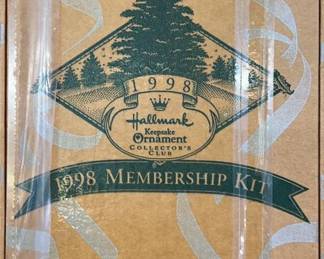 1998
Hallmark
Keepsake
Ornament
COLLECTOR'S
CLUB
1998 MEMBERSHIP KIT